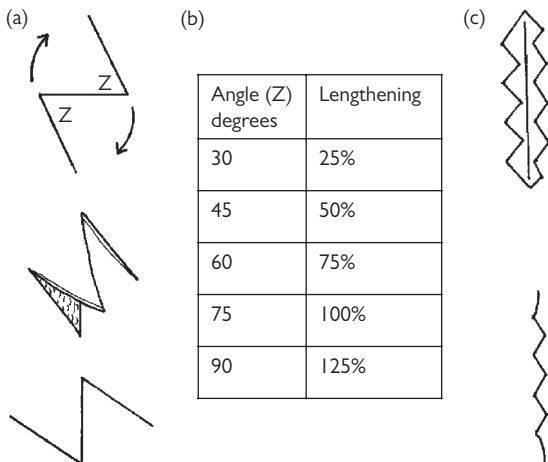 (a)
(b)
(c)
Z
Z
Angle (Z) Lengthening
degrees
30 25%
45 50%
60 75%
75 100%
90 125%